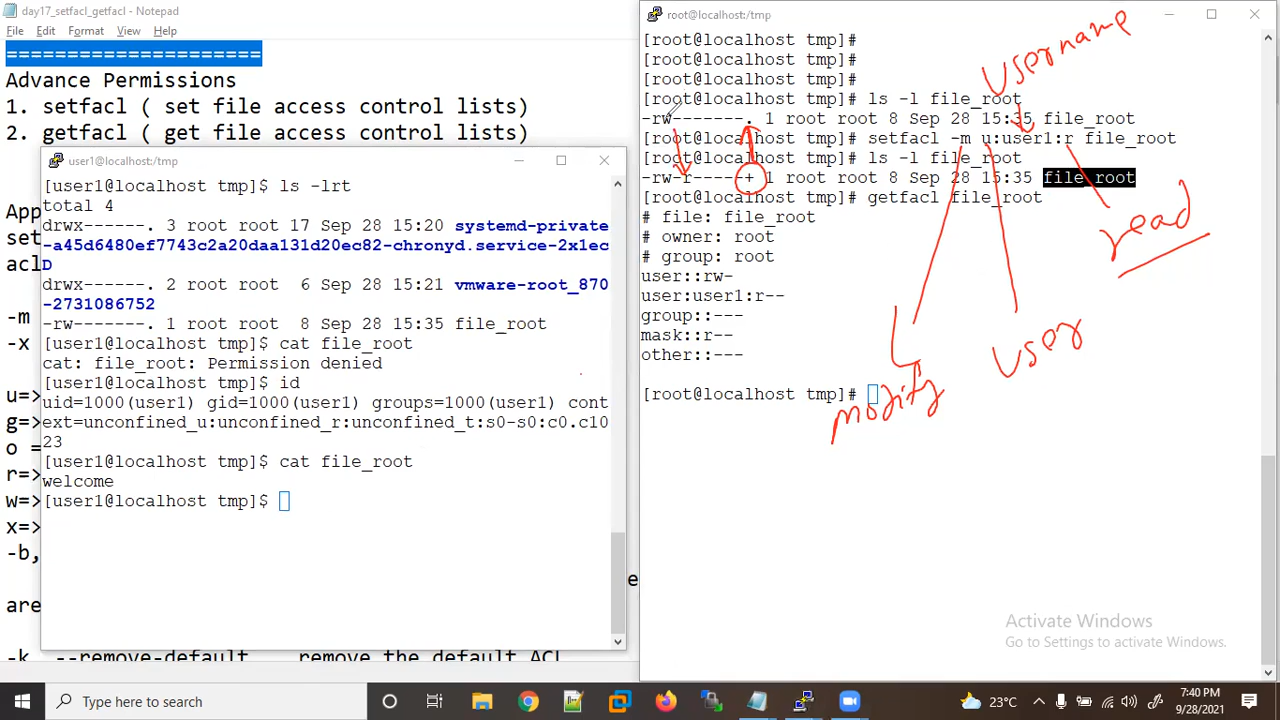 day17_setfacl_getfacl - Notepad
File Edit Format View Help
=====================
Advance Permissions
1. setfacl ( set file access control lists)
2. getfacl ( get file access control lists)
set
acl
-m
-x
u=>
g=>
o =
r=>
w=>
x=>
-b,
are
-k, --remove-default remove the default ACL
user1@localhost:/tmp
[user1@localhost tmp]$ ls -lrt
total 4
drwx------. 3 root root 17 Sep 28 15:20 systemd-private
-a45d6480ef7743c2a20daa131d20ec82-chronyd.service-2x1ec
D
drwx------. 2 root root 6 Sep 28 15:21 vmware-root_870
-2731086752
-rw-------. 1 root root 8 Sep 28 15:35 file_root
[user1@localhost tmp]$ cat file_root
cat: file_root: Permission denied
[user1@localhost tmp]$ id
uid=1000(user1) gid=1000(user1) groups=1000(user1) cont
ext=unconfined_u:unconfined_r:unconfined_t:s0-s0:c0.c10
23
[user1@localhost tmp]$ cat file_root
welcome
[user1@localhost tmp]$
root@localhost:/tmp
[root@localhost tmp]#
[root@localhost tmp]#
[root@localhost tmp]#
[root@localhost tmp]# ls -l file_root
-rw-------. 1 root root 8 Sep 28 15:35 file_root
[root@localhost tmp]# setfacl -m u:user1:r file_root
[root@localhost tmp]# ls -l file_root
-rw-r-----+ 1 root root 8 Sep 28 15:35 file_root
[root@localhost tmp]# getfacl file_root
# file: file_root
# owner: root
# group: root
user::rw-
user:user1:r--
group::---
mask::r--
other::---
[root@localhost tmp]#
username
read
user
modify
Activate Windows
Go to Settings to activate Windows.
Type here to search
23°C
7:40 PM
9/28/2021